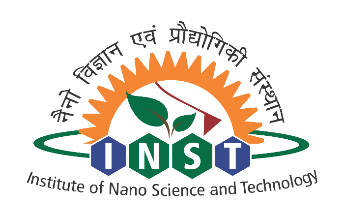 नैनो विज्ञान एवं प्रौद्योगिकी संस्थान
INST
Institute of Nano Science and Technology